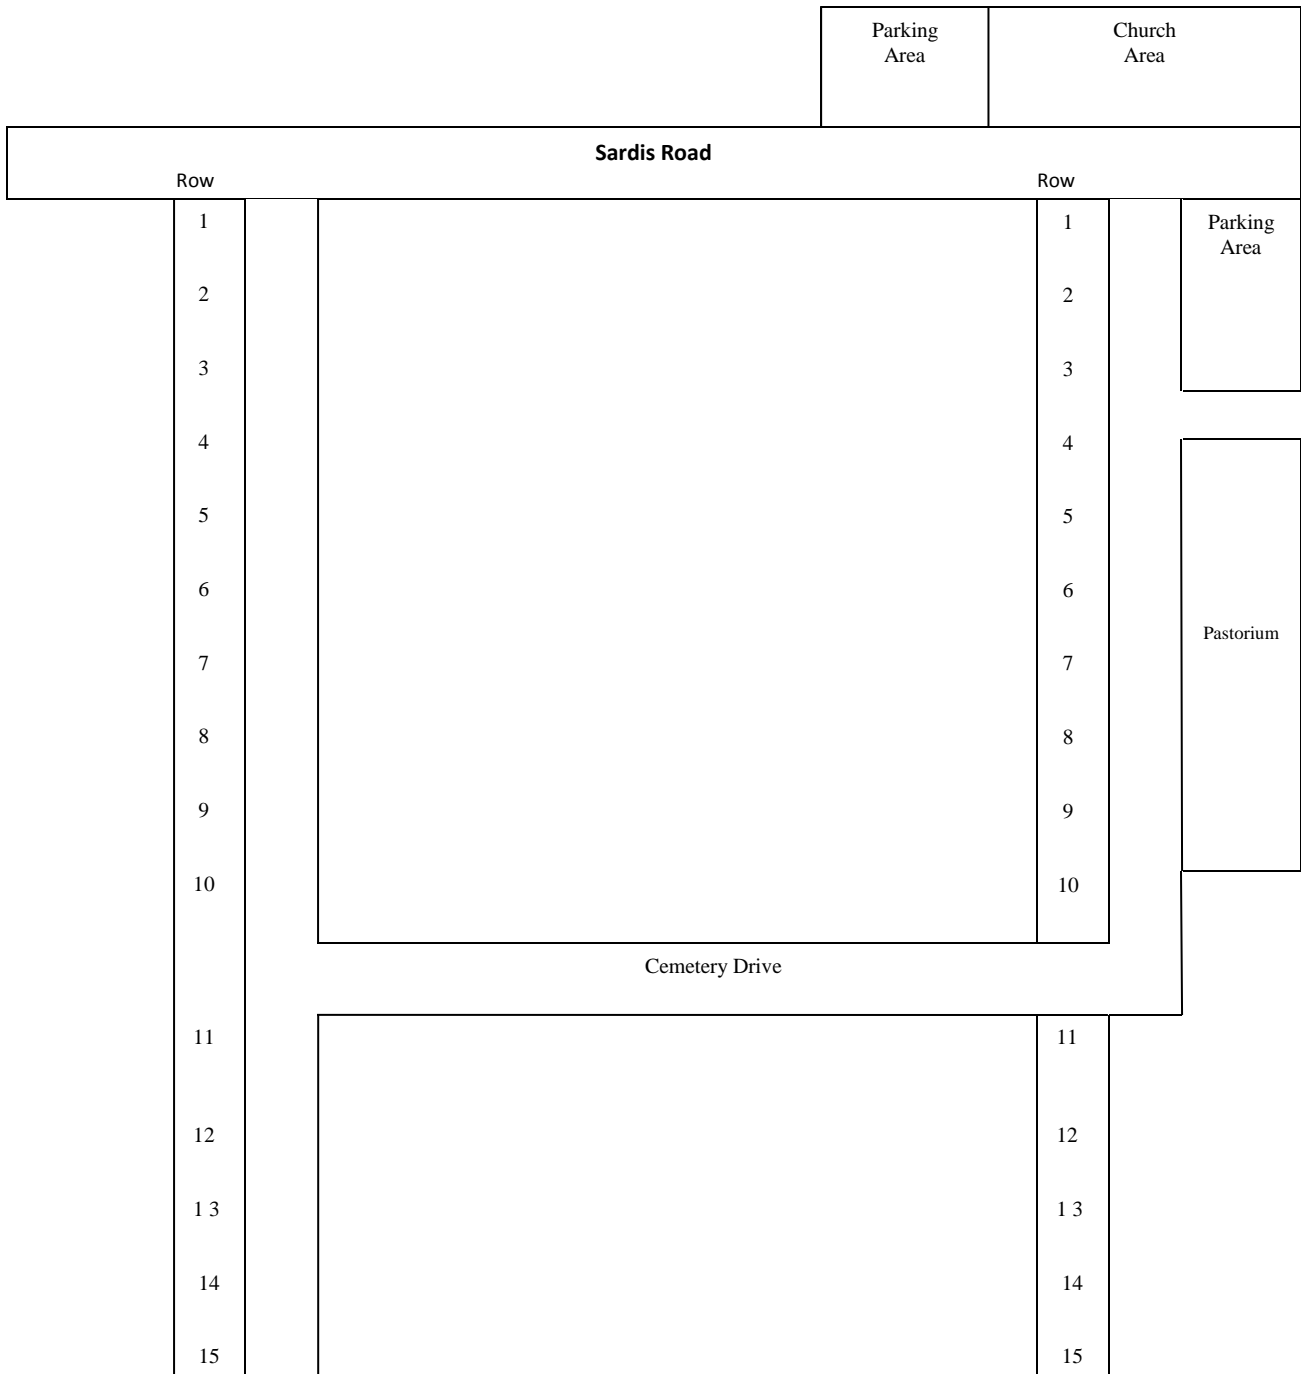 Parking
Area
Church
Area
Sardis Road
Row Row
1 1
Parking
Area
2 2
3 3
4 4
5 5
6 6
Pastorium
7 7
8 8
9 9
10 10
Cemetery Drive
11 11
12 12
1 3 1 3
14 14
15 15